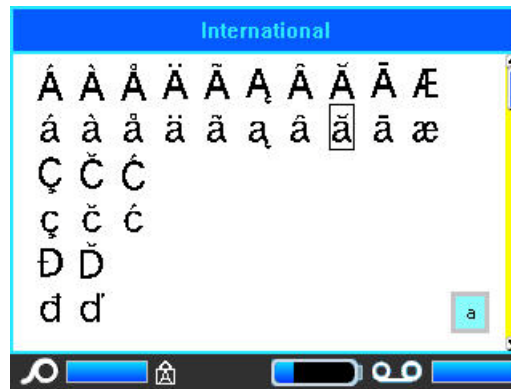 International
Á À Å Ä Ã Ą Â Ă Ā Æ
á à å ä ã ą â ă ā æ
Ç Č Ć
ç č ć
Đ Ď
đ ď
a
A